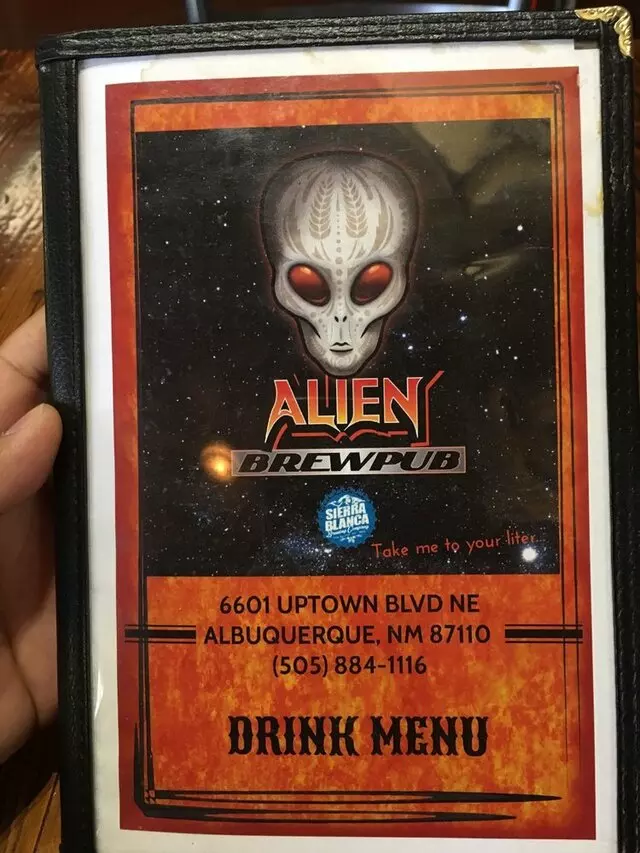 ALIEN
BREWPUB
SIERRA
BLANCA
Take me to your liter...
6601 UPTOWN BLVD NE
ALBUQUERQUE, NM 87110
(505) 884-1116
DRINK MENU